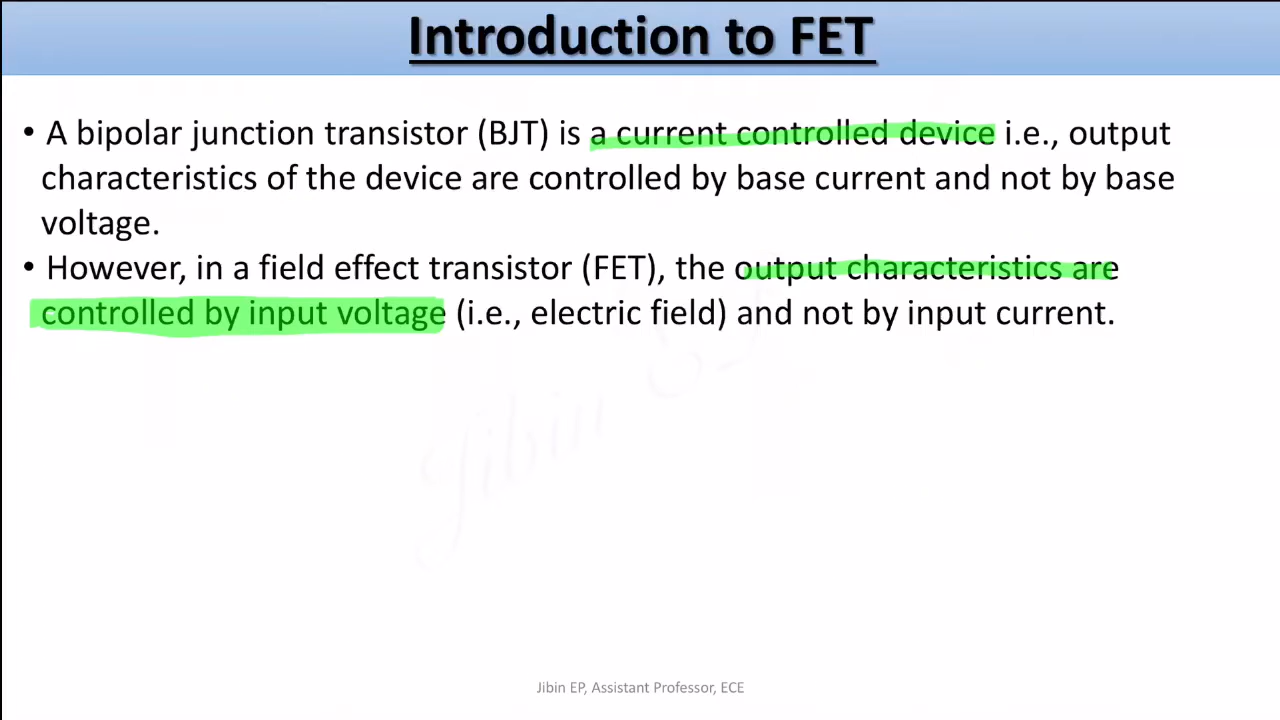 Introduction to FET
• A bipolar junction transistor (BJT) is a current controlled device i.e., output
characteristics of the device are controlled by base current and not by base
voltage.
• However, in a field effect transistor (FET), the output characteristics are
controlled by input voltage (i.e., electric field) and not by input current.
Jibin
Jibin EP, Assistant Professor, ECE